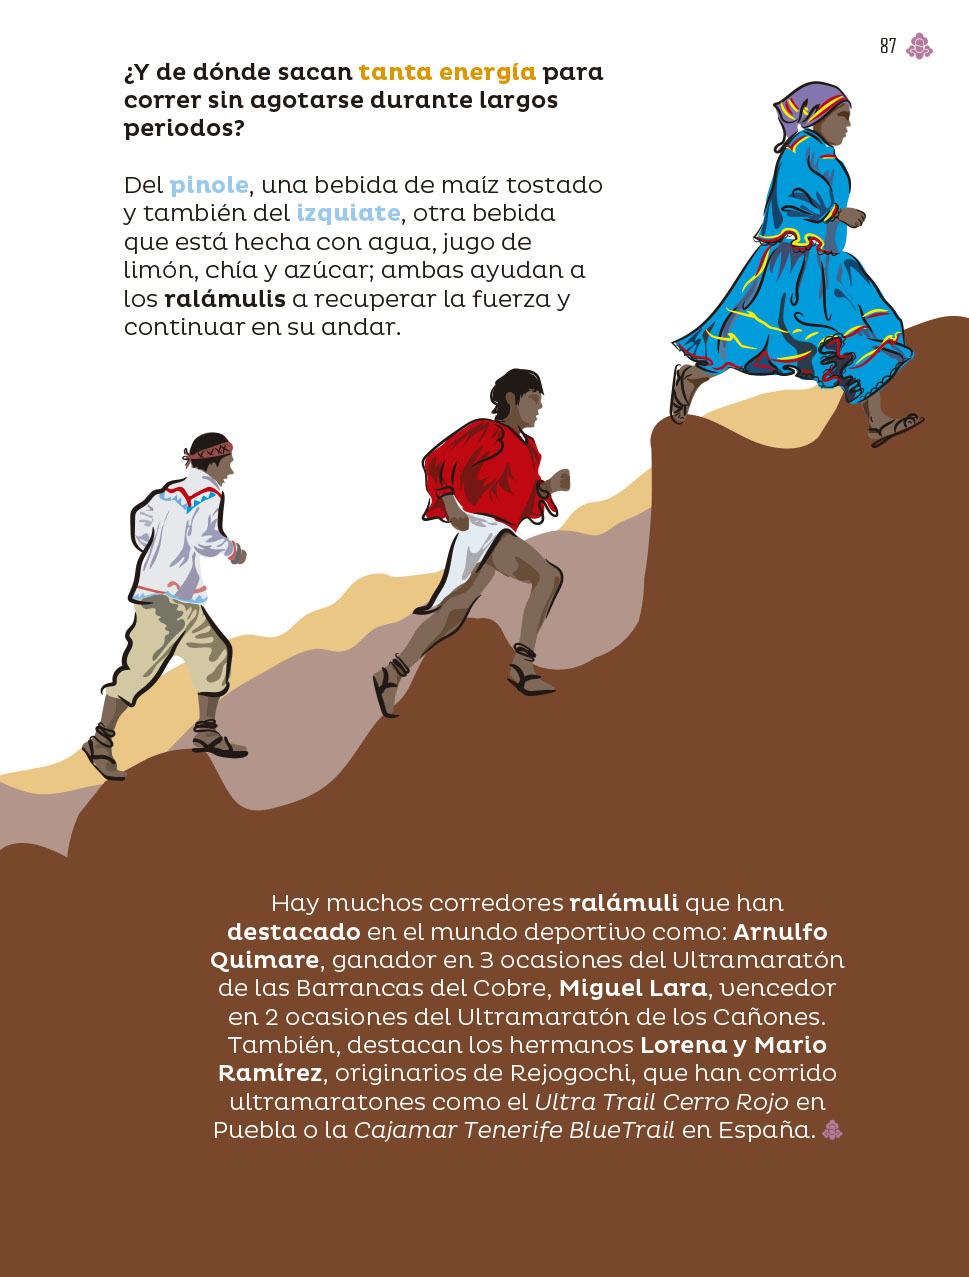 87
¿Y de dónde sacan tanta energía para
correr sin agotarse durante largos
periodos?
Del pinole, una bebida de maíz tostado
y también del izquiate, otra bebida
que está hecha con agua, jugo de
limón, chía y azúcar; ambas ayudan a
los ralámulis a recuperar la fuerza y
continuar en su andar.
Hay muchos corredores ralámuli que han
destacado en el mundo deportivo como: Arnulfo
Quimare, ganador en 3 ocasiones del Ultramaratón
de las Barrancas del Cobre, Miguel Lara, vencedor
en 2 ocasiones del Ultramaratón de los Cañones.
También, destacan los hermanos Lorena y Mario
Ramírez, originarios de Rejogochi, que han corrido
ultramaratones como el Ultra Trail Cerro Rojo en
Puebla o la Cajamar Tenerife BlueTrail en España.